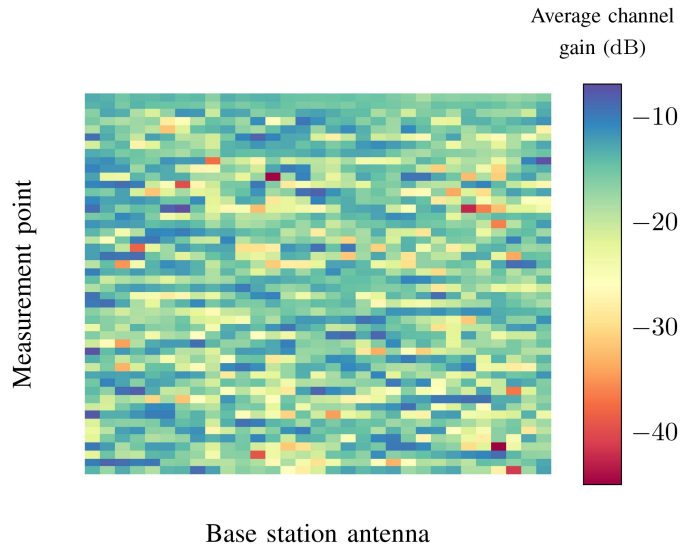 Average channel
gain (dB)
−10
−20
−30
−40
Measurement point
Base station antenna